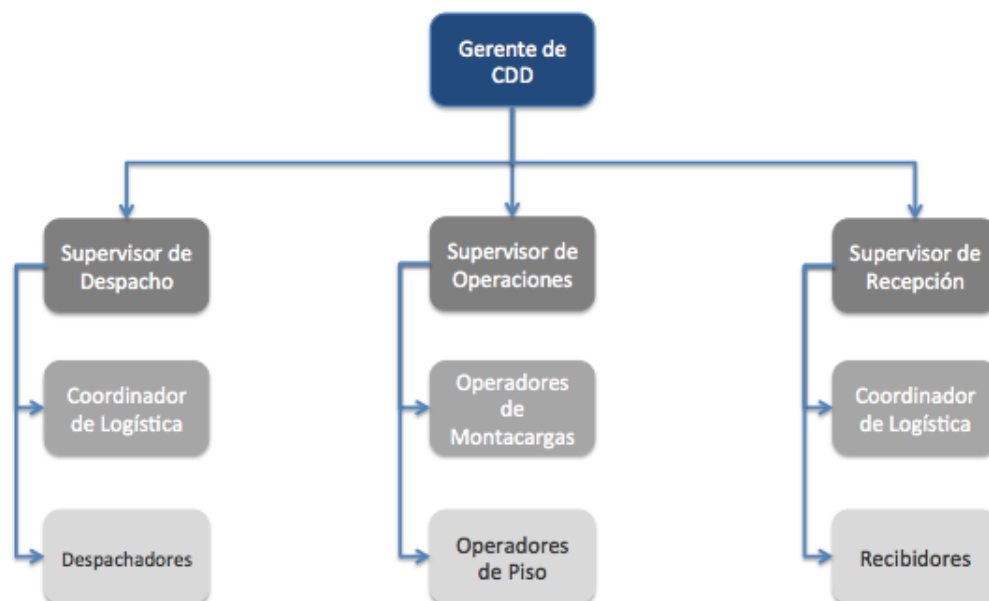 Gerente de
CDD
Supervisor de
Despacho
Supervisor de
Operaciones
Supervisor de
Recepción
Coordinador
de Logística
Operadores
de
Montacargas
Coordinador
de Logística
Despachadores
Operadores
de Piso
Recibidores